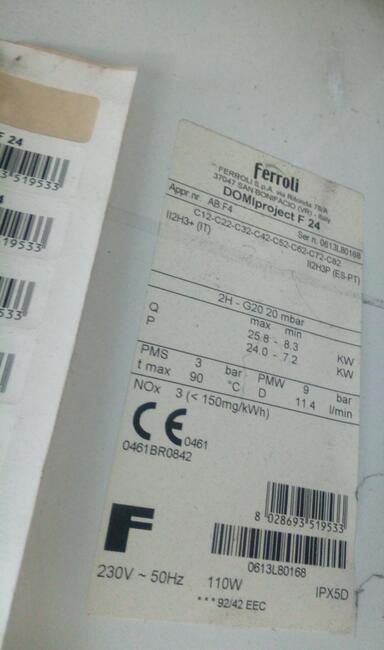 F 24
519533
4
19533
533
3
Ferroli
FERROLI S.p.A. via Ritonda 78/A
37047 SAN BONIFACIO (VR) - Italy
DOMIproject F 24
Appr.nr. AB.F4 Ser n. 0613L80168
C12-C22-C32-C42-C52-C62-C72-C82
II2H3+ (IT) II2H3P (ES-PT)
2H - G20 20 mbar
max min
Q 25.8 - 8.3 KW
P 24.0 - 7.2 KW
PMS 3 bar PMW 9 bar
t max 90 °C D 11.4 l/min
NOx 3 (< 150mg/kWh)
CE 0461
0461BR0842
8 028693 519533
F
0613L80168
230V ~ 50Hz 110W IPX5D
*** 92/42 EEC